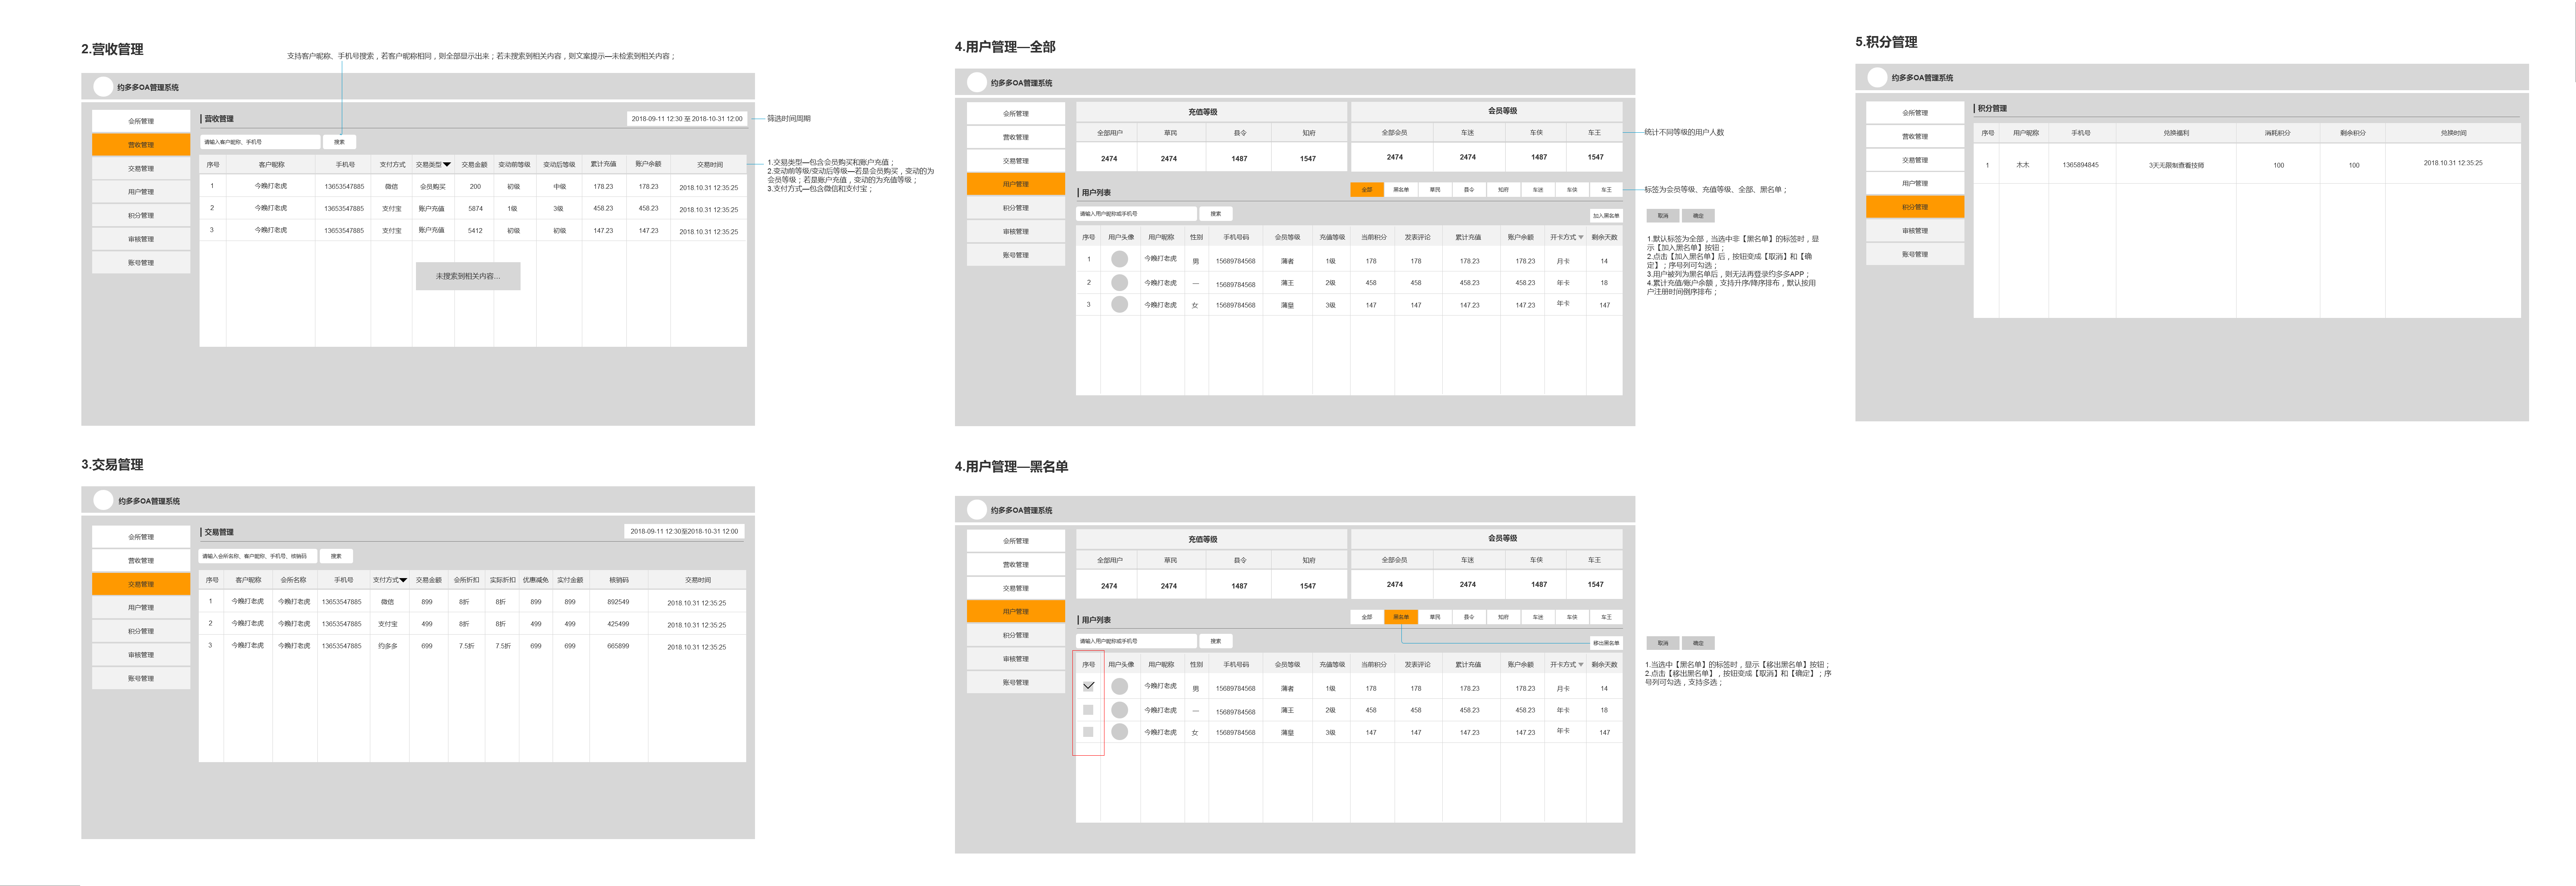 2.营收管理
支持客户昵称、手机号搜索，若客户昵称相同，则全部显示出来；若未搜索到相关内容，则文案提示—未检索到相关内容；
约多多OA管理系统
会所管理
营收管理
交易管理
用户管理
积分管理
审核管理
账号管理
营收管理
2018-09-11 12:30 至 2018-10-31 12:00
筛选时间周期
请输入客户昵称、手机号 搜索
序号 客户昵称 手机号 支付方式 交易类型 交易金额 变动前等级 变动后等级 累计充值 账户余额 交易时间
1 今晚打老虎 13653547885 微信 会员购买 200 初级 中级 178.23 178.23 2018.10.31 12:35:25
2 今晚打老虎 13653547885 支付宝 账户充值 5874 1级 3级 458.23 458.23 2018.10.31 12:35:25
3 今晚打老虎 13653547885 支付宝 账户充值 5412 初级 初级 147.23 147.23 2018.10.31 12:35:25
未搜索到相关内容...
1.交易类型—包含会员购买和账户充值；
2.变动前等级/变动后等级—若是会员购买，变动的为
会员等级；若是账户充值，变动的为充值等级；
3.支付方式—包含微信和支付宝；
3.交易管理
约多多OA管理系统
会所管理
营收管理
交易管理
用户管理
积分管理
审核管理
账号管理
交易管理
2018-09-11 12:30至2018-10-31 12:00
请输入会所名称、客户昵称、手机号、核销码 搜索
序号 客户昵称 会所名称 手机号 支付方式 交易金额 会所折扣 实际折扣 优惠减免 实付金额 核销码 交易时间
1 今晚打老虎 今晚打老虎 13653547885 微信 899 8折 8折 899 899 892549 2018.10.31 12:35:25
2 今晚打老虎 今晚打老虎 13653547885 支付宝 499 8折 8折 499 499 425499 2018.10.31 12:35:25
3 今晚打老虎 今晚打老虎 13653547885 约多多 699 7.5折 7.5折 699 699 665899 2018.10.31 12:35:25
4.用户管理—全部
约多多OA管理系统
会所管理
营收管理
交易管理
用户管理
积分管理
审核管理
账号管理
充值等级 会员等级
全部用户 草民 县令 知府 全部会员 车迷 车侠 车王
2474 2474 1487 1547 2474 2474 1487 1547
统计不同等级的用户人数
用户列表
全部 黑名单 草民 县令 知府 车迷 车侠 车王
标签为会员等级、充值等级、全部、黑名单；
请输入用户昵称或手机号 搜索 加入黑名单
取消 确定
序号 用户头像 用户昵称 性别 手机号码 会员等级 充值等级 当前积分 发表评论 累计充值 账户余额 开卡方式 剩余天数
1 今晚打老虎 男 15689784568 蒲者 1级 178 178 178.23 178.23 月卡 14
2 今晚打老虎 — 15689784568 蒲王 2级 458 458 458.23 458.23 年卡 18
3 今晚打老虎 女 15689784568 蒲皇 3级 147 147 147.23 147.23 年卡 147
1.默认标签为全部，当选中非【黑名单】的标签时，显
示【加入黑名单】按钮；
2.点击【加入黑名单】后，按钮变成【取消】和【确
定】；序号列可勾选；
3.用户被列为黑名单后，则无法再登录约多多APP；
4.累计充值/账户余额，支持升序/降序排布，默认按用
户注册时间倒序排布；
4.用户管理—黑名单
约多多OA管理系统
会所管理
营收管理
交易管理
用户管理
积分管理
审核管理
账号管理
充值等级 会员等级
全部用户 草民 县令 知府 全部会员 车迷 车侠 车王
2474 2474 1487 1547 2474 2474 1487 1547
用户列表
全部 黑名单 草民 县令 知府 车迷 车侠 车王
请输入用户昵称或手机号 搜索 移出黑名单
取消 确定
序号 用户头像 用户昵称 性别 手机号码 会员等级 充值等级 当前积分 发表评论 累计充值 账户余额 开卡方式 剩余天数
今晚打老虎 男 15689784568 蒲者 1级 178 178 178.23 178.23 月卡 14
今晚打老虎 — 15689784568 蒲王 2级 458 458 458.23 458.23 年卡 18
今晚打老虎 女 15689784568 蒲皇 3级 147 147 147.23 147.23 年卡 147
1.当选中【黑名单】的标签时，显示【移出黑名单】按钮；
2.点击【移出黑名单】，按钮变成【取消】和【确定】；序
号列可勾选，支持多选；
5.积分管理
约多多OA管理系统
会所管理
营收管理
交易管理
用户管理
积分管理
审核管理
账号管理
积分管理
序号 用户昵称 手机号 兑换福利 消耗积分 剩余积分 兑换时间
1 木木 1365894845 3天无限制查看技师 100 100 2018.10.31 12:35:25